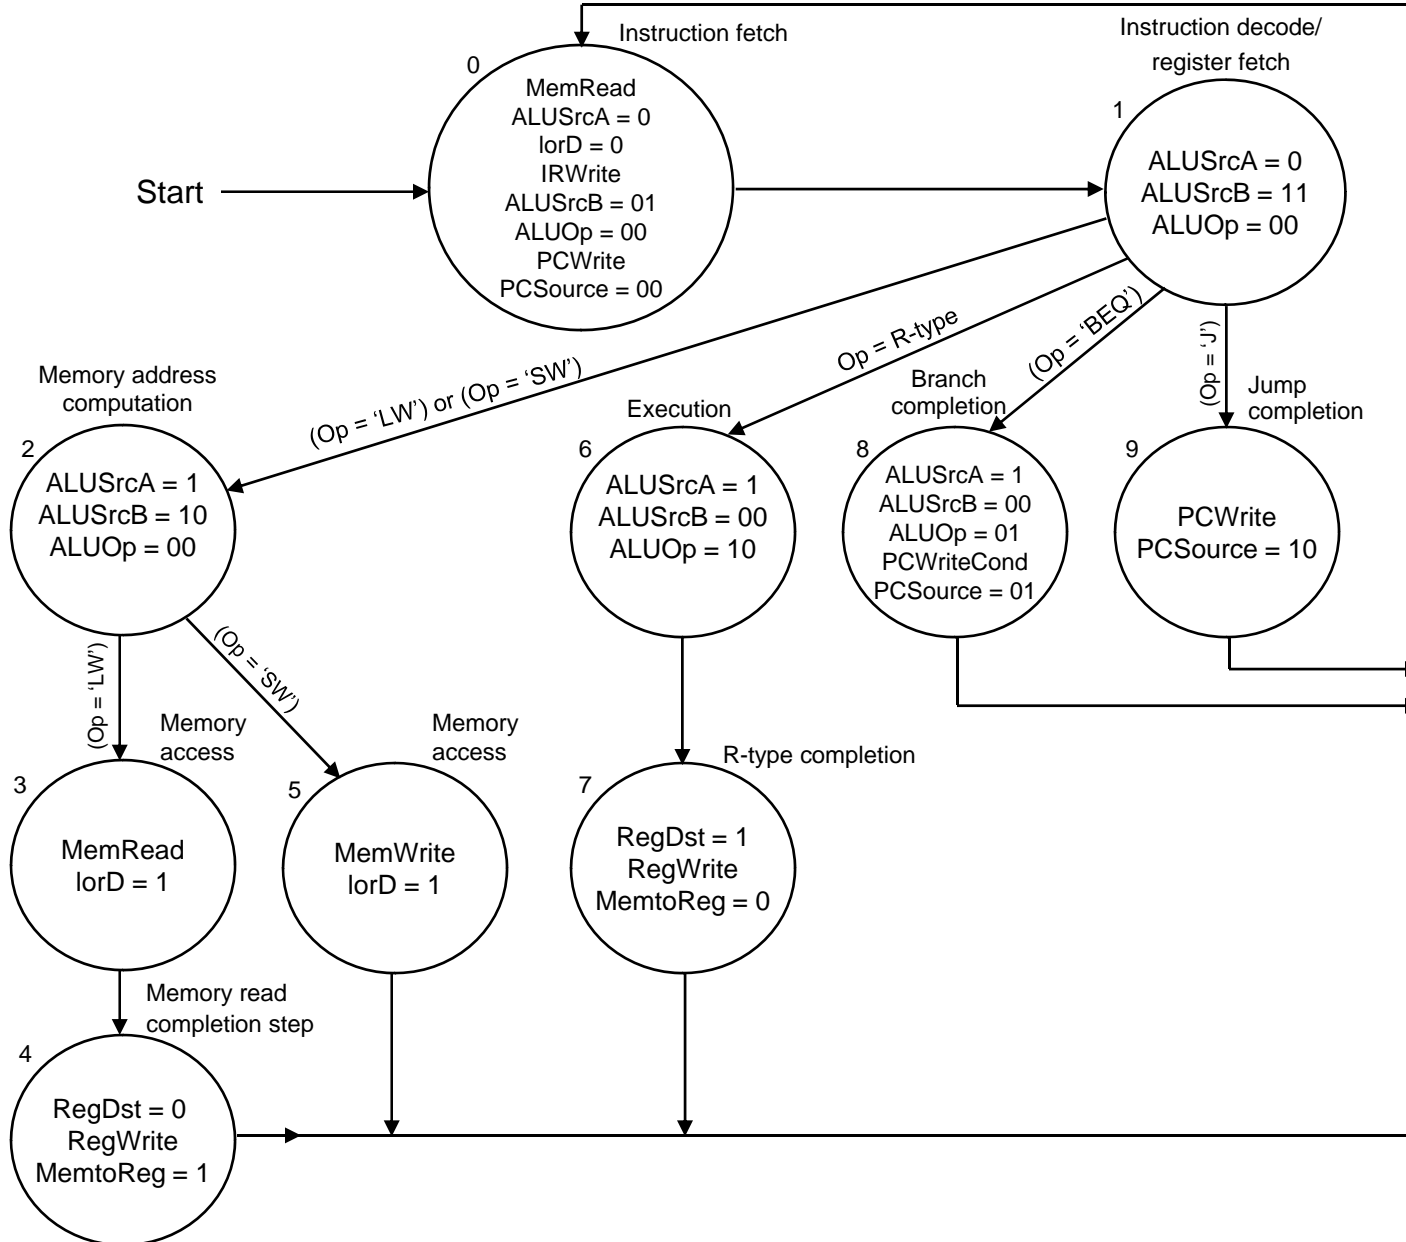 Instruction fetch
0
MemRead
ALUSrcA = 0
IorD = 0
IRWrite
ALUSrcB = 01
ALUOp = 00
PCWrite
PCSource = 00
Start
Instruction decode/
register fetch
1
ALUSrcA = 0
ALUSrcB = 11
ALUOp = 00
(Op = ‘LW’) or (Op = ‘SW’)
Op = R-type
(Op = ‘BEQ’)
(Op = ‘J’)
Memory address
computation
2
ALUSrcA = 1
ALUSrcB = 10
ALUOp = 00
Execution
6
ALUSrcA = 1
ALUSrcB = 00
ALUOp = 10
Branch
completion
8
ALUSrcA = 1
ALUSrcB = 00
ALUOp = 01
PCWriteCond
PCSource = 01
Jump
completion
9
PCWrite
PCSource = 10
(Op = ‘LW’)
(Op = ‘SW’)
Memory
access
3
MemRead
IorD = 1
Memory
access
5
MemWrite
IorD = 1
R-type completion
7
RegDst = 1
RegWrite
MemtoReg = 0
Memory read
completion step
4
RegDst = 0
RegWrite
MemtoReg = 1